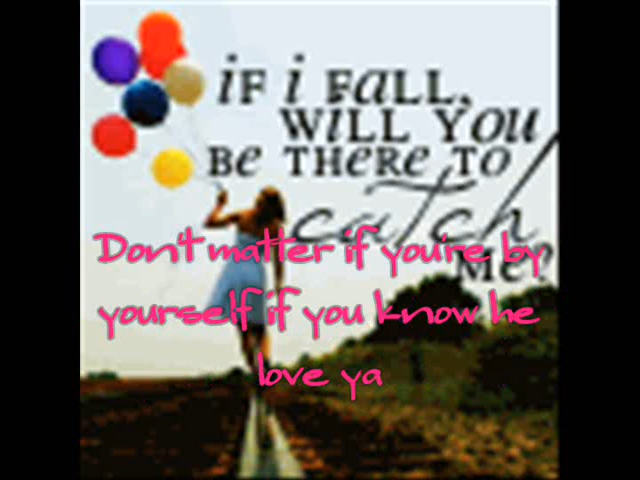 iF i FaLL,
WiLL YOU
Be THeRe TO
catch
Me?
Don't matter if you're by
yourself if you know he
love ya